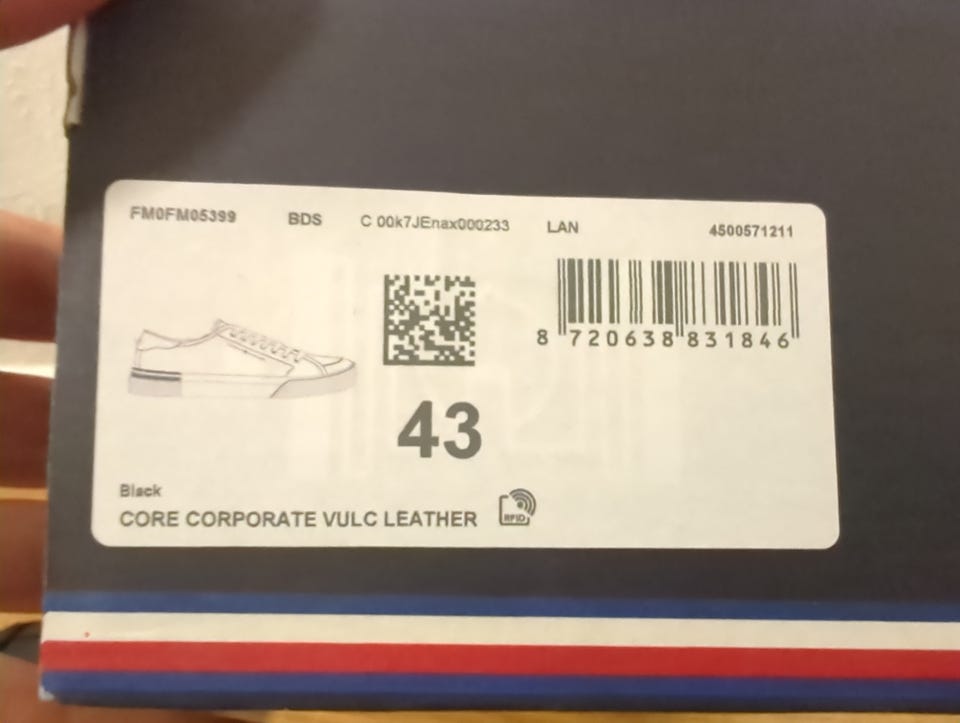 FM0FM05399 BDS C 00k7JEnax000233 LAN 4500571211
8 720638 831846
43
Black
CORE CORPORATE VULC LEATHER RFID